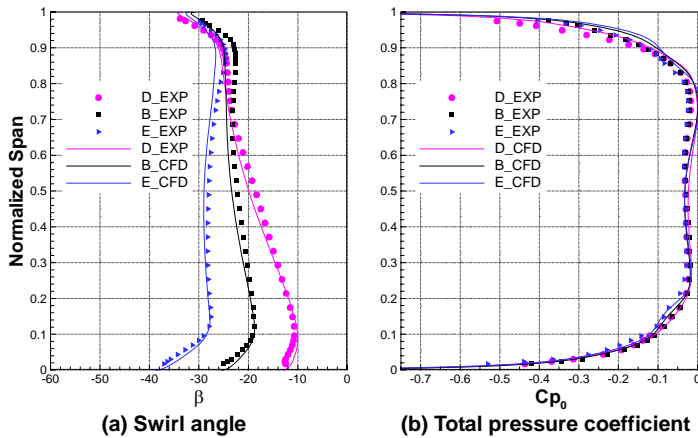 Normalized Span
1
0.9
0.8
0.7
0.6
0.5
0.4
0.3
0.2
0.1
0
D_EXP
B_EXP
E_EXP
D_EXP
B_CFD
E_CFD
-60 -50 -40 -30 -20 -10 0
β
(a) Swirl angle
1
0.9
0.8
0.7
0.6
0.5
0.4
0.3
0.2
0.1
0
D_EXP
B_EXP
E_EXP
D_CFD
B_CFD
E_CFD
-0.7 -0.6 -0.5 -0.4 -0.3 -0.2 -0.1 0
Cp0
(b) Total pressure coefficient